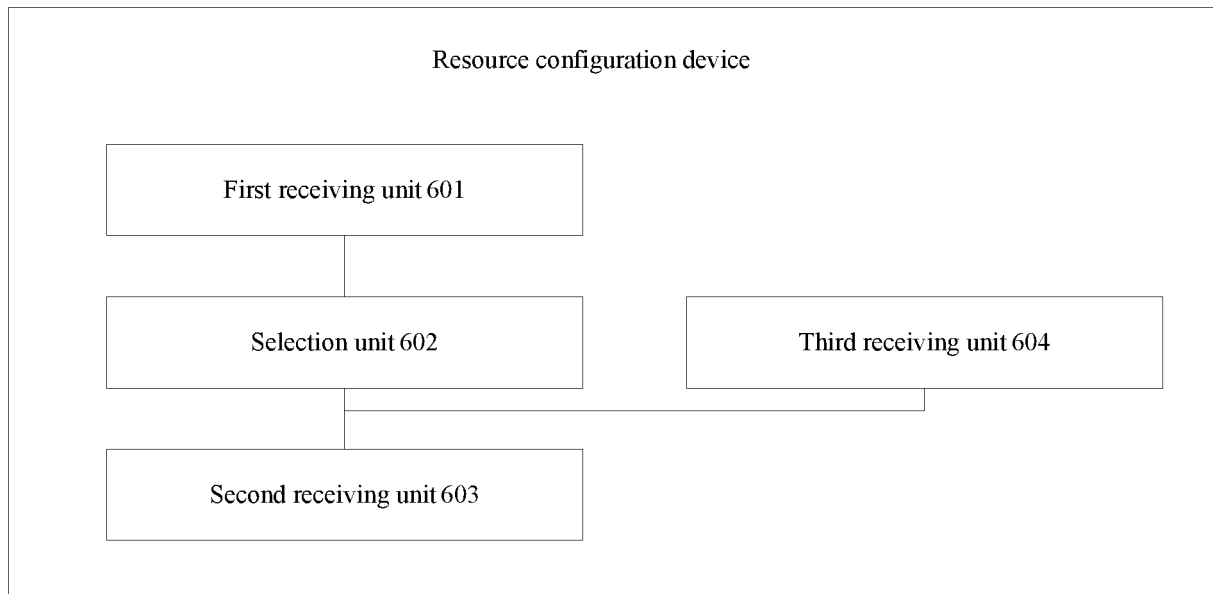 Resource configuration device
First receiving unit 601
Selection unit 602
Third receiving unit 604
Second receiving unit 603